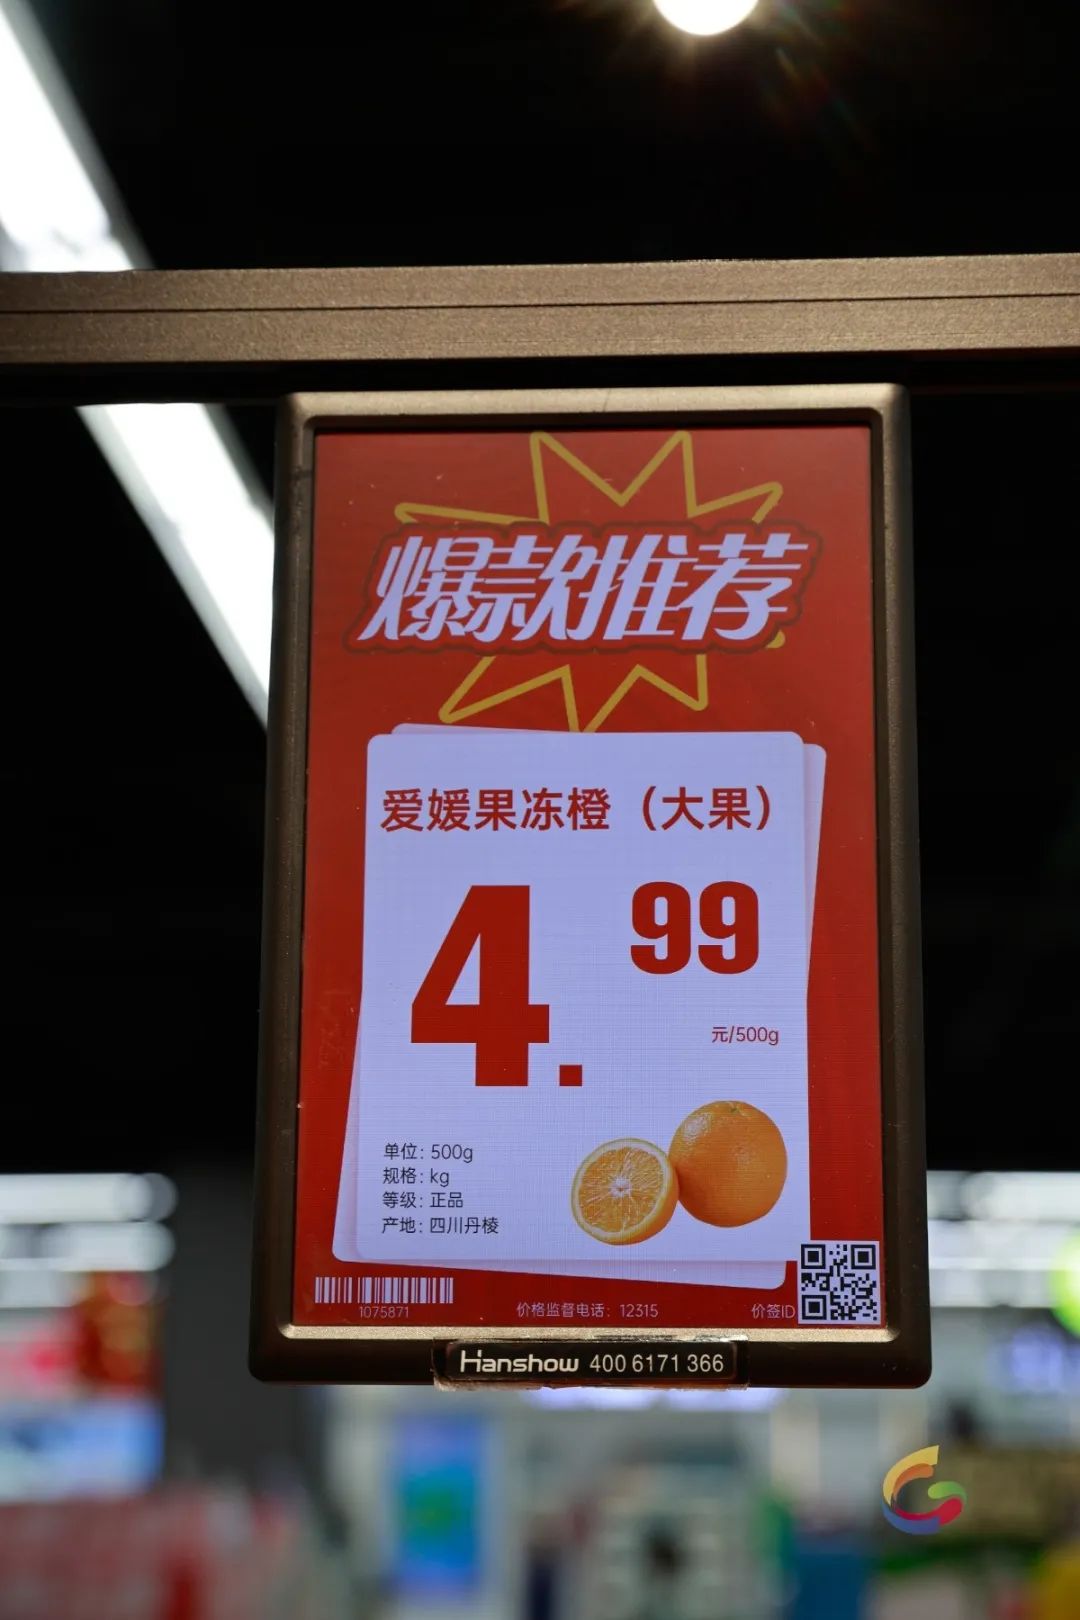 爆款推荐
爱媛果冻橙（大果）
4.99
元/500g
单位: 500g
规格: kg
等级: 正品
产地: 四川丹棱
1075871
价格监督电话: 12315
价签ID
Hanshow 400 6171 366